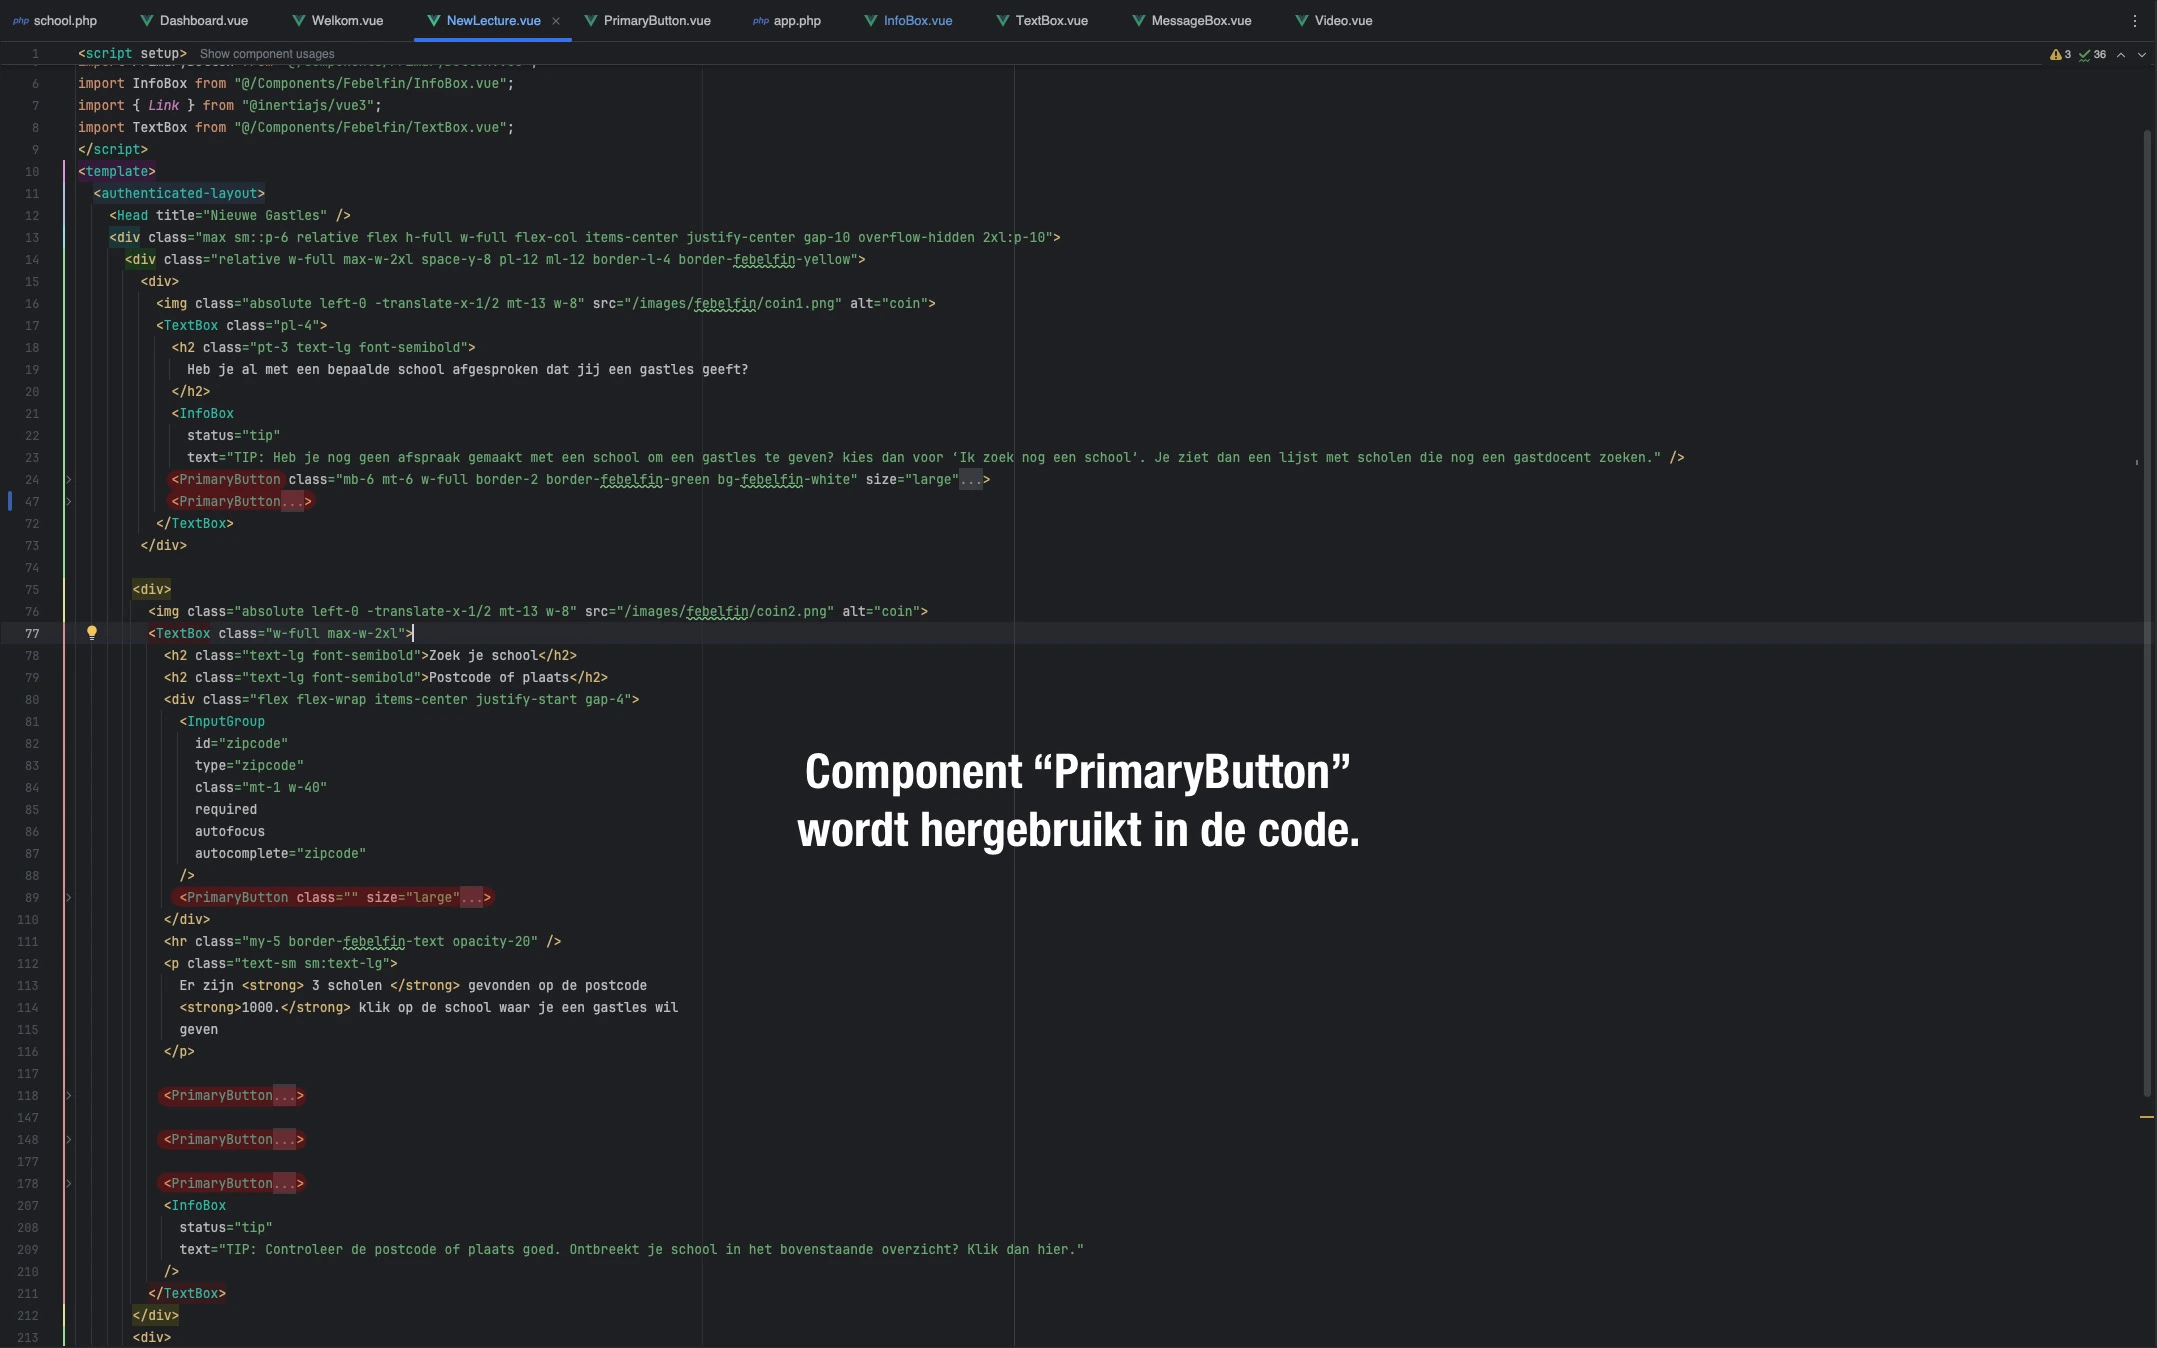 php school.php Dashboard.vue Welkom.vue NewLecture.vue × PrimaryButton.vue php app.php InfoBox.vue TextBox.vue MessageBox.vue Video.vue
1 <script setup> Show component usages 3 36
6 import InfoBox from "@/Components/Febelfin/InfoBox.vue";
7 import { Link } from "@inertiajs/vue3";
8 import TextBox from "@/Components/Febelfin/TextBox.vue";
9 </script>
10 <template>
11 <authenticated-layout>
12 <Head title="Nieuwe Gastles" />
13 <div class="max sm::p-6 relative flex h-full w-full flex-col items-center justify-center gap-10 overflow-hidden 2xl:p-10">
14 <div class="relative w-full max-w-2xl space-y-8 pl-12 ml-12 border-l-4 border-febelfin-yellow">
15 <div>
16 <img class="absolute left-0 -translate-x-1/2 mt-13 w-8" src="/images/febelfin/coin1.png" alt="coin">
17 <TextBox class="pl-4">
18 <h2 class="pt-3 text-lg font-semibold">
19 Heb je al met een bepaalde school afgesproken dat jij een gastles geeft?
20 </h2>
21 <InfoBox
22 status="tip"
23 text="TIP: Heb je nog geen afspraak gemaakt met een school om een gastles te geven? kies dan voor ‘Ik zoek nog een school’. Je ziet dan een lijst met scholen die nog een gastdocent zoeken." />
24 <PrimaryButton class="mb-6 mt-6 w-full border-2 border-febelfin-green bg-febelfin-white" size="large"...>
47 <PrimaryButton...>
72 </TextBox>
73 </div>
74
75 <div>
76 <img class="absolute left-0 -translate-x-1/2 mt-13 w-8" src="/images/febelfin/coin2.png" alt="coin">
77 <TextBox class="w-full max-w-2xl">
78 <h2 class="text-lg font-semibold">Zoek je school</h2>
79 <h2 class="text-lg font-semibold">Postcode of plaats</h2>
80 <div class="flex flex-wrap items-center justify-start gap-4">
81 <InputGroup
82 id="zipcode"
83 type="zipcode"
84 class="mt-1 w-40"
85 required
86 autofocus
87 autocomplete="zipcode"
88 />
89 <PrimaryButton class="" size="large"...>
110 </div>
111 <hr class="my-5 border-febelfin-text opacity-20" />
112 <p class="text-sm sm:text-lg">
113 Er zijn <strong> 3 scholen </strong> gevonden op de postcode
114 <strong>1000.</strong> klik op de school waar je een gastles wil
115 geven
116 </p>
117
118 <PrimaryButton...>
147
148 <PrimaryButton...>
177
178 <PrimaryButton...>
207 <InfoBox
208 status="tip"
209 text="TIP: Controleer de postcode of plaats goed. Ontbreekt je school in het bovenstaande overzicht? Klik dan hier."
210 />
211 </TextBox>
212 </div>
213 <div>
Component “PrimaryButton”
wordt hergebruikt in de code.